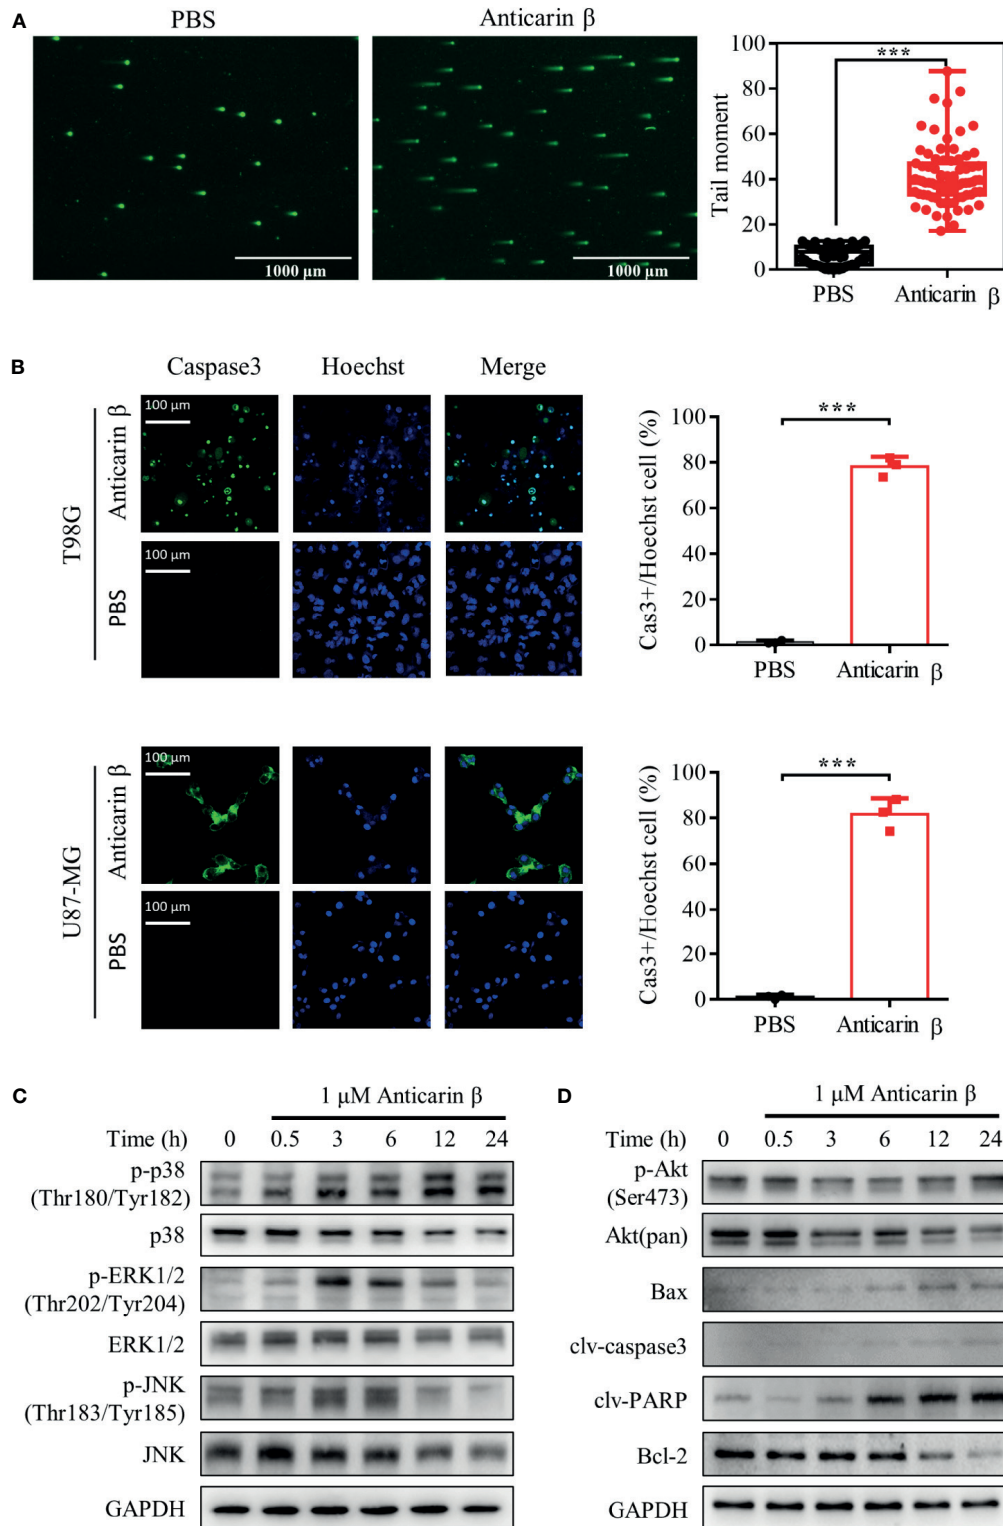 A
PBS
Anticarin β
1000 µm
1000 µm
Tail moment
100
80
60
40
20
0
***
PBS
Anticarin β
B
Caspase3
Hoechst
Merge
T98G
Anticarin β
PBS
100 µm
100 µm
Cas3+/Hoechst cell (%)
100
80
60
40
20
0
***
PBS
Anticarin β
U87-MG
Anticarin β
PBS
100 µm
100 µm
Cas3+/Hoechst cell (%)
100
80
60
40
20
0
***
PBS
Anticarin β
C
1 µM Anticarin β
Time (h) 0 0.5 3 6 12 24
p-p38
(Thr180/Tyr182)
p38
p-ERK1/2
(Thr202/Tyr204)
ERK1/2
p-JNK
(Thr183/Tyr185)
JNK
GAPDH
D
1 µM Anticarin β
Time (h) 0 0.5 3 6 12 24
p-Akt
(Ser473)
Akt(pan)
Bax
clv-caspase3
clv-PARP
Bcl-2
GAPDH